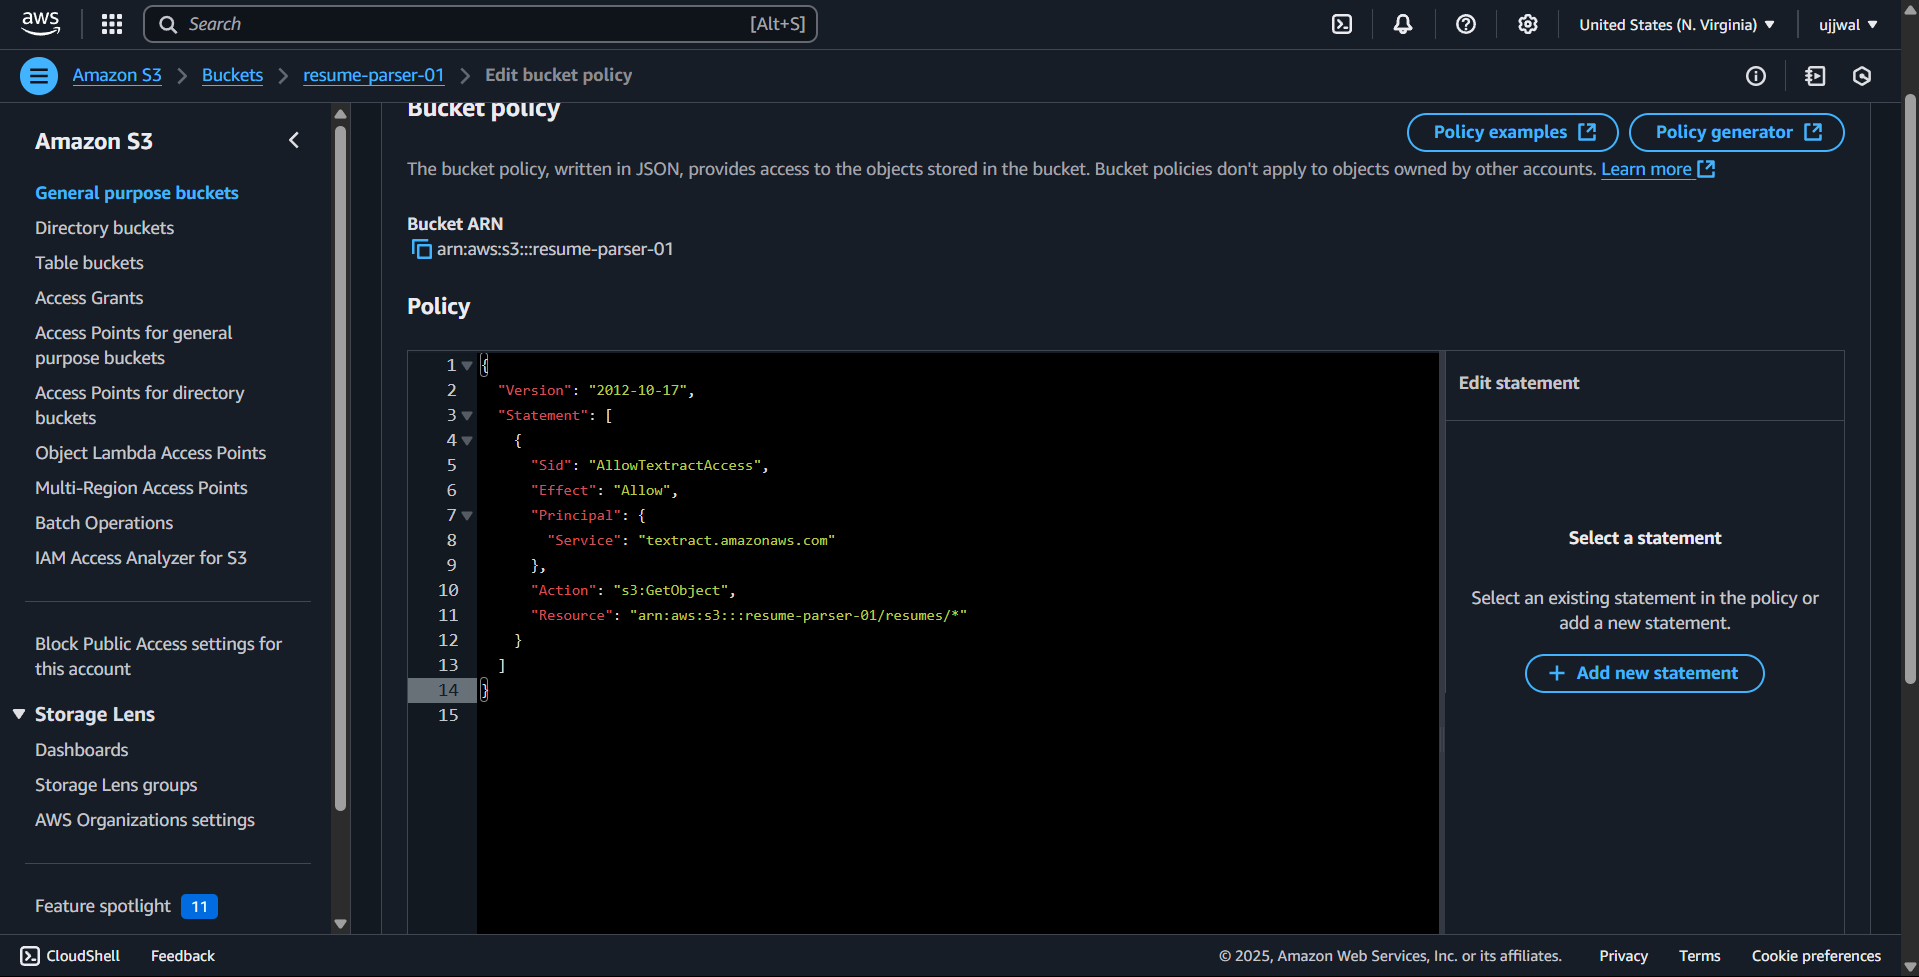 aws
Search [Alt+S]
United States (N. Virginia)
ujjwal
Amazon S3 > Buckets > resume-parser-01 > Edit bucket policy
Amazon S3
General purpose buckets
Directory buckets
Table buckets
Access Grants
Access Points for general
purpose buckets
Access Points for directory
buckets
Object Lambda Access Points
Multi-Region Access Points
Batch Operations
IAM Access Analyzer for S3
Block Public Access settings for
this account
Storage Lens
Dashboards
Storage Lens groups
AWS Organizations settings
Feature spotlight 11
Bucket policy
Policy examples
Policy generator
The bucket policy, written in JSON, provides access to the objects stored in the bucket. Bucket policies don't apply to objects owned by other accounts. Learn more
Bucket ARN
arn:aws:s3:::resume-parser-01
Policy
1 {
2 "Version": "2012-10-17",
3 "Statement": [
4 {
5 "Sid": "AllowTextractAccess",
6 "Effect": "Allow",
7 "Principal": {
8 "Service": "textract.amazonaws.com"
9 },
10 "Action": "s3:GetObject",
11 "Resource": "arn:aws:s3:::resume-parser-01/resumes/*"
12 }
13 ]
14 }
15
Edit statement
Select a statement
Select an existing statement in the policy or
add a new statement.
+ Add new statement
CloudShell
Feedback
© 2025, Amazon Web Services, Inc. or its affiliates.
Privacy
Terms
Cookie preferences